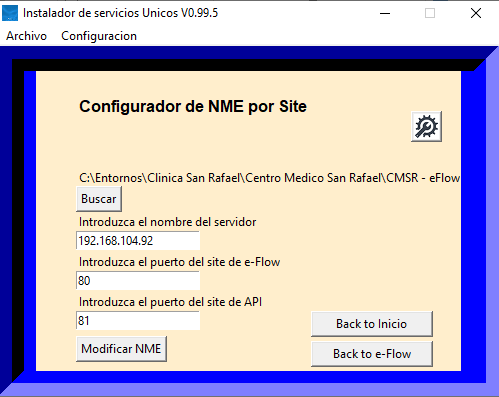 Instalador de servicios Unicos V0.99.5
Archivo Configuracion
Configurador de NME por Site
C:\Entornos\Clinica San Rafael\Centro Medico San Rafael\CMSR - eFlow
Buscar
Introduzca el nombre del servidor
192.168.104.92
Introduzca el puerto del site de e-Flow
80
Introduzca el puerto del site de API
81
Back to Inicio
Modificar NME
Back to e-Flow